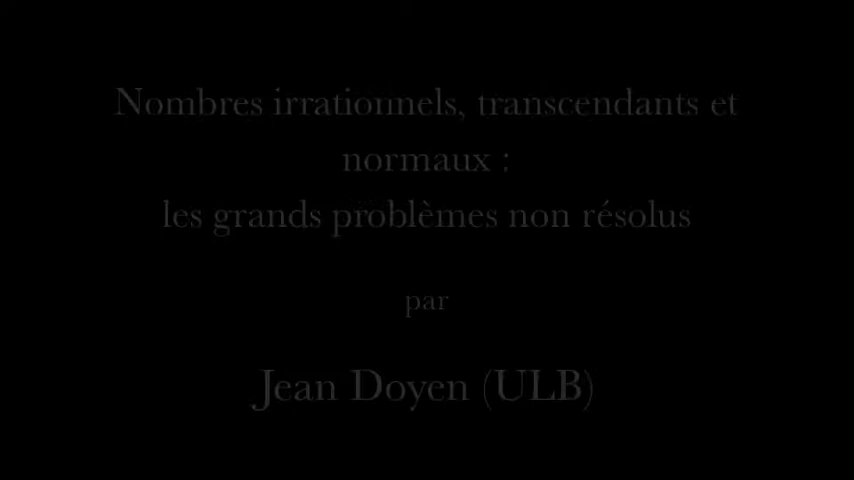 Nombres irrationnels, transcendants et
normaux :
les grands problèmes non résolus
par
Jean Doyen (ULB)